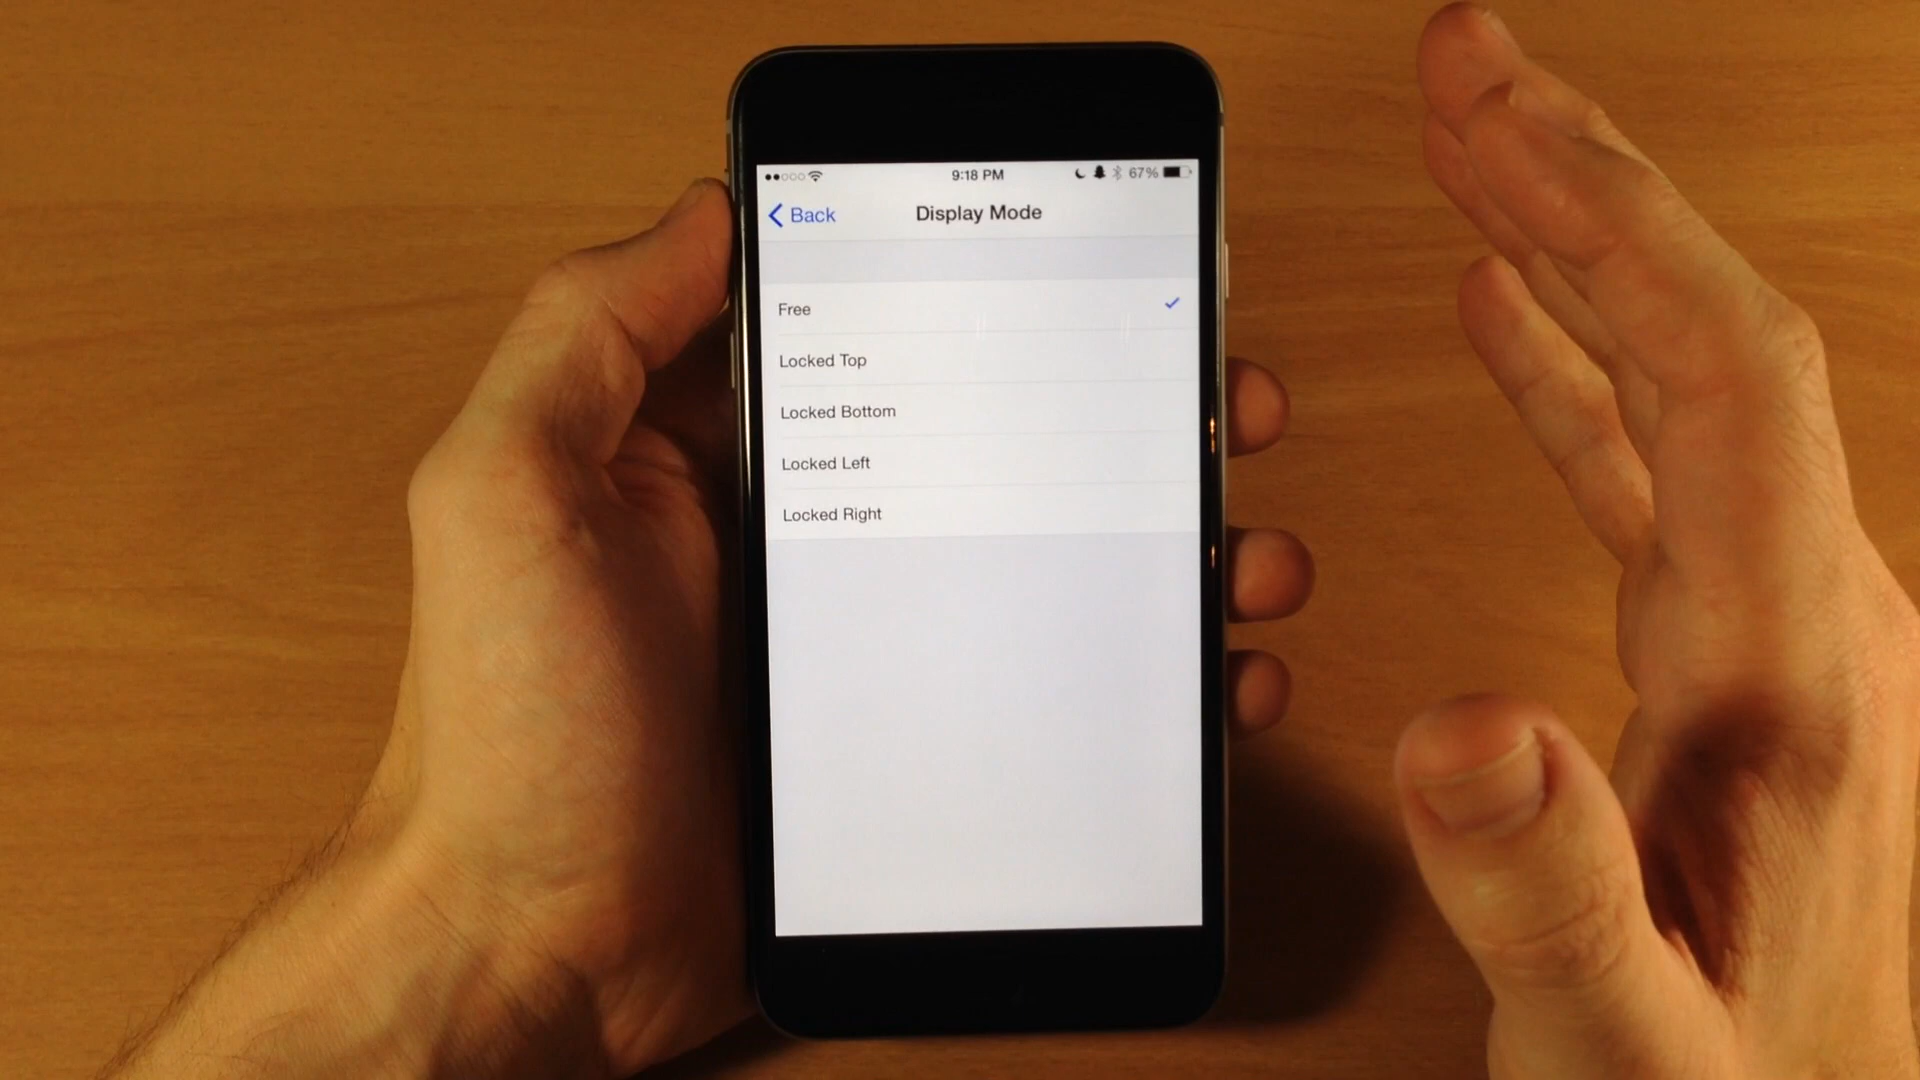 9:18 PM 67%
Back Display Mode
Free
Locked Top
Locked Bottom
Locked Left
Locked Right